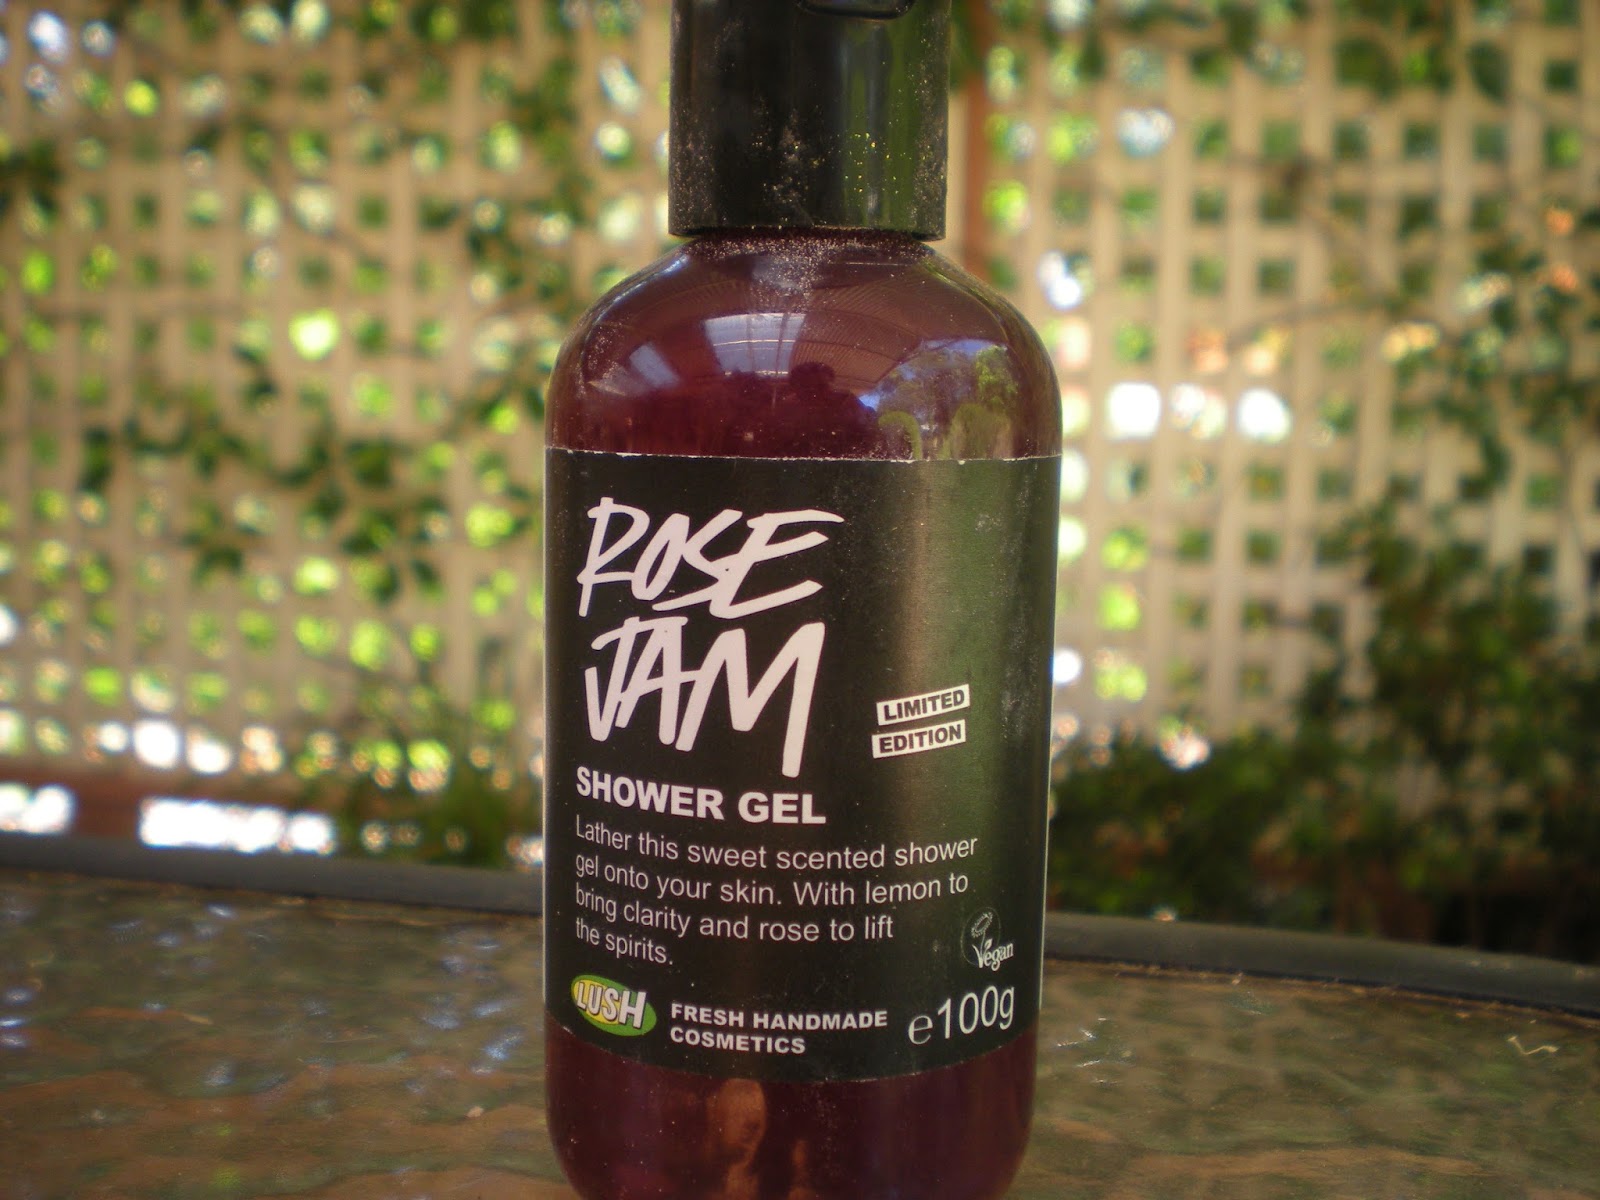 ROSE
JAM
LIMITED
EDITION
SHOWER GEL
Lather this sweet scented shower
gel onto your skin. With lemon to
bring clarity and rose to lift
the spirits.
Vegan
LUSH
FRESH HANDMADE
COSMETICS
℮100g